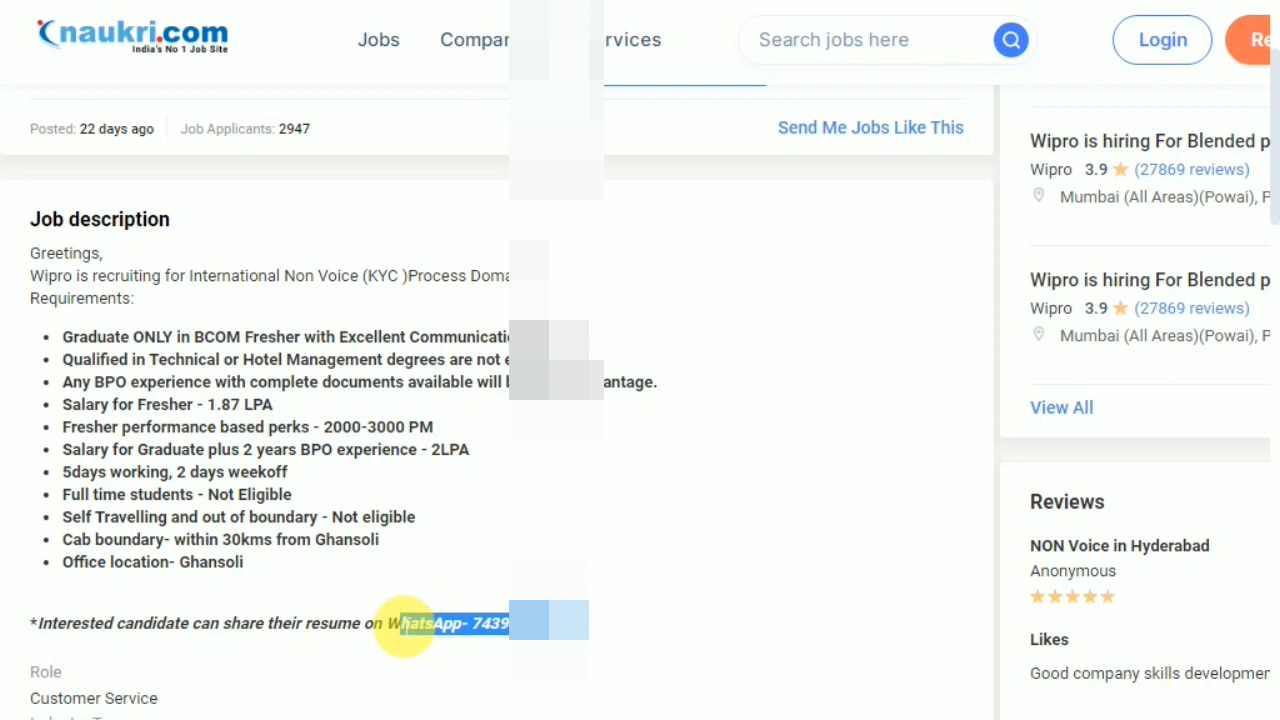 naukri.com
India's No 1 Job Site
Jobs
Search jobs here
Login
Posted: 22 days ago
Job Applicants: 2947
Send Me Jobs Like This
Job description
Greetings,
Wipro is recruiting for International Non Voice (KYC )Process
Requirements:
Graduate ONLY in BCOM Fresher with Excellent
Qualified in Technical or Hotel Management degrees are not
Any BPO experience with complete documents available will
Salary for Fresher - 1.87 LPA
Fresher performance based perks - 2000-3000 PM
Salary for Graduate plus 2 years BPO experience - 2LPA
5days working, 2 days weekoff
Full time students - Not Eligible
Self Travelling and out of boundary - Not eligible
Cab boundary- within 30kms from Ghansoli
Office location- Ghansoli
*Interested candidate can share their resume on WhatsApp- 7439
Role
Customer Service
Wipro is hiring For Blended
Wipro 3.9 (27869 reviews)
Mumbai (All Areas)(Powai),
Wipro is hiring For Blended
Wipro 3.9 (27869 reviews)
Mumbai (All Areas)(Powai),
View All
Reviews
NON Voice in Hyderabad
Anonymous
Likes
Good company skills